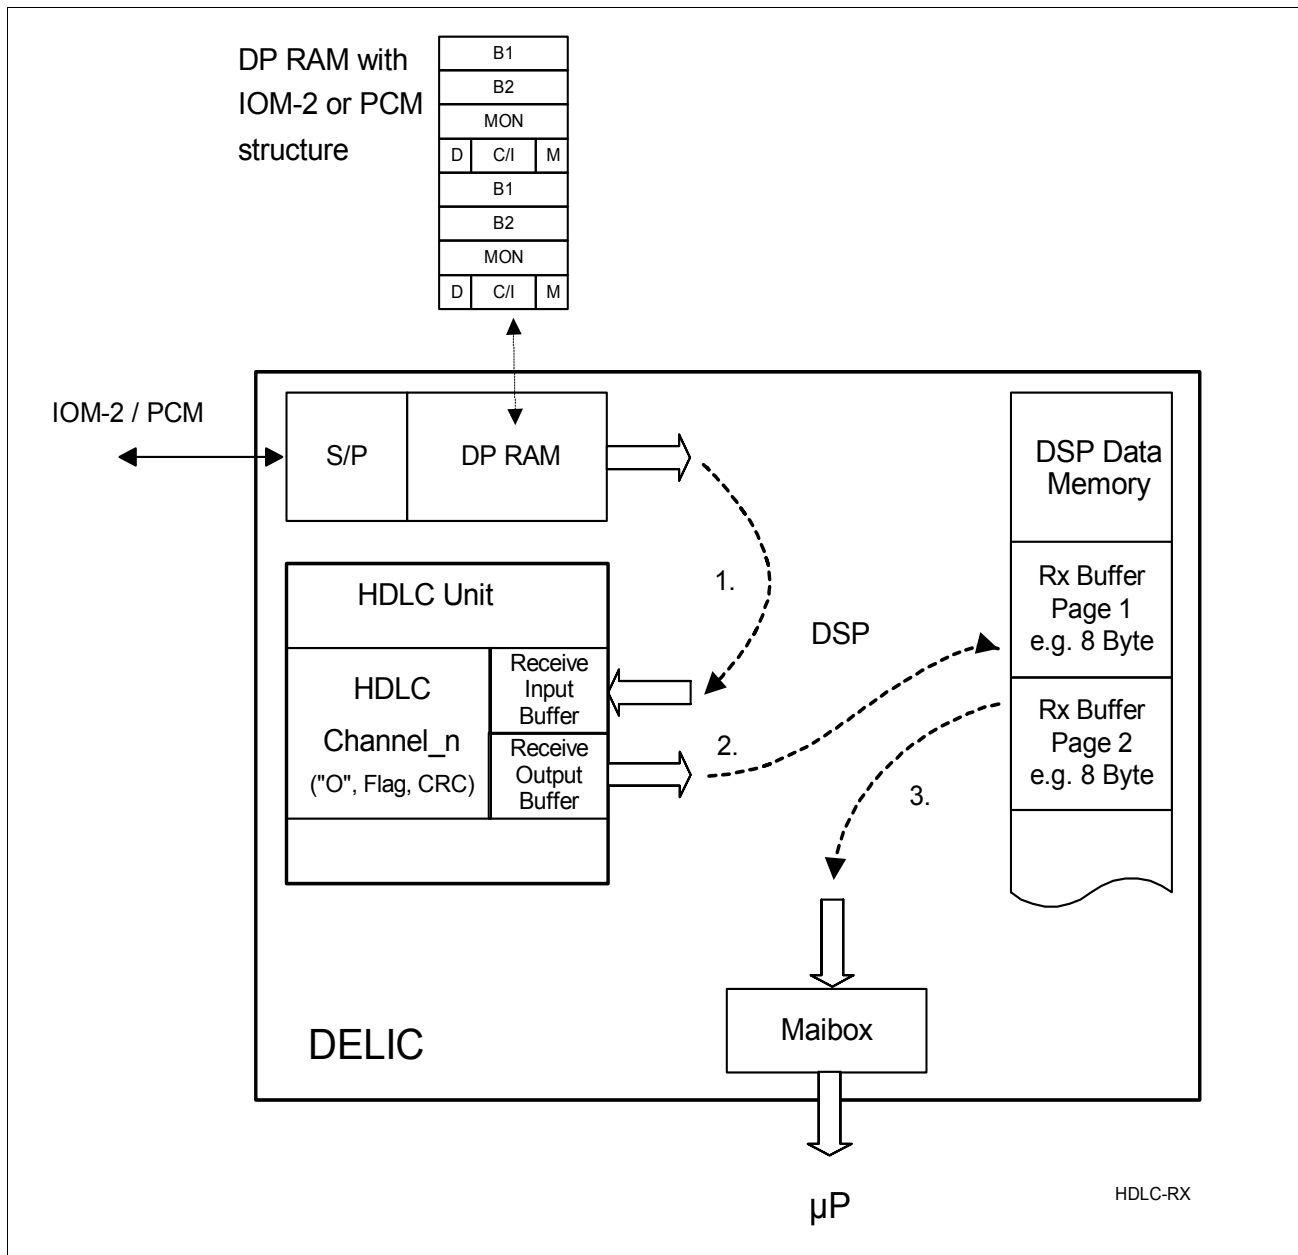 DP RAM with
IOM-2 or PCM
structure
B1
B2
MON
D C/I M
B1
B2
MON
D C/I M
IOM-2 / PCM
S/P
DP RAM
DSP Data
Memory
1.
HDLC Unit
Rx Buffer
Page 1
e.g. 8 Byte
DSP
HDLC
Channel_n
("O", Flag, CRC)
Receive
Input
Buffer
Receive
Output
Buffer
2.
Rx Buffer
Page 2
e.g. 8 Byte
3.
Maibox
DELIC
µP
HDLC-RX